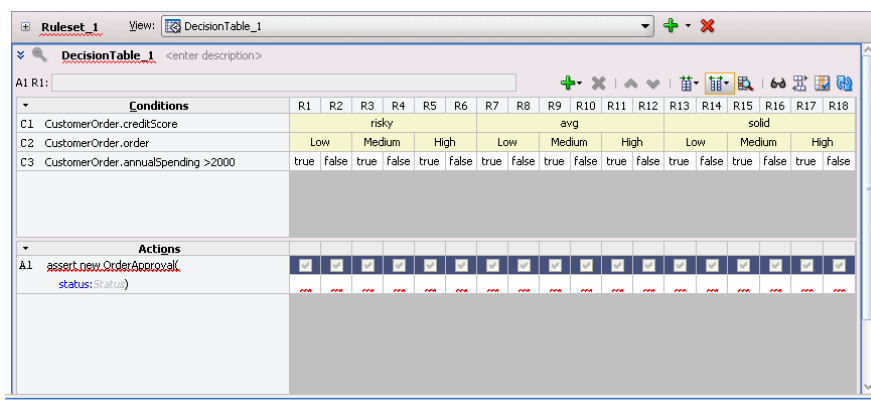 Ruleset_1 View: DecisionTable_1
DecisionTable_1 <enter description>
A1 R1:
Conditions R1 R2 R3 R4 R5 R6 R7 R8 R9 R10 R11 R12 R13 R14 R15 R16 R17 R18
C1 CustomerOrder.creditScore risky avg solid
C2 CustomerOrder.order Low Medium High Low Medium High Low Medium High
C3 CustomerOrder.annualSpending >2000 true false true false true false true false true false true false true false true false true false
Actions
A1 assert new OrderApproval(
status:Status)